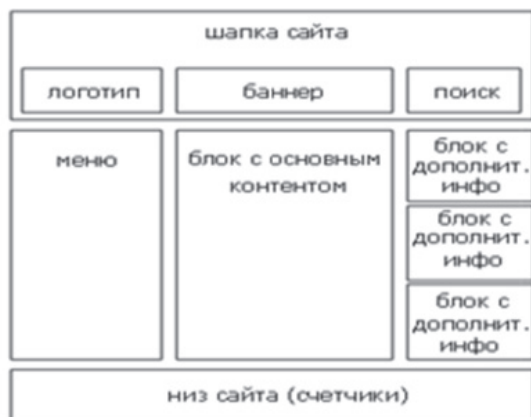 шапка сайта
логотип
баннер
поиск
меню
блок с основным
контентом
блок с
дополнит.
инфо
блок с
дополнит.
инфо
блок с
дополнит.
инфо
низ сайта (счетчики)